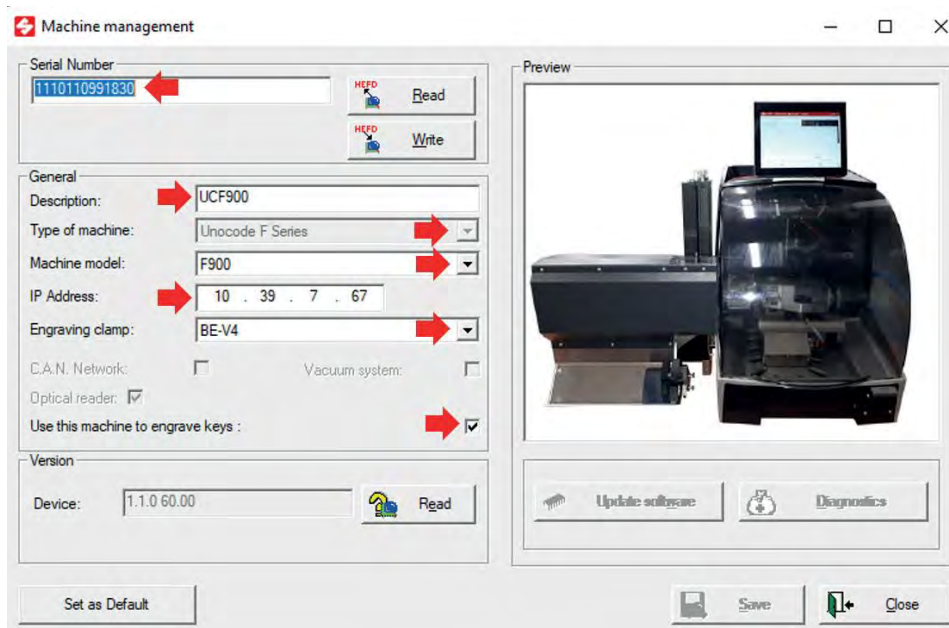 Machine management
Serial Number
1110110991830
HEFD
Read
HEFD
Write
General
Description: UCF900
Type of machine: Unocode F Series
Machine model: F900
IP Address: 10 . 39 . 7 . 67
Engraving clamp: BE-V4
C.A.N. Network: Vacuum system:
Optical reader:
Use this machine to engrave keys :
Version
Device: 1.1.0 60.00 Read
Preview
Update software Diagnostics
Set as Default Save Close